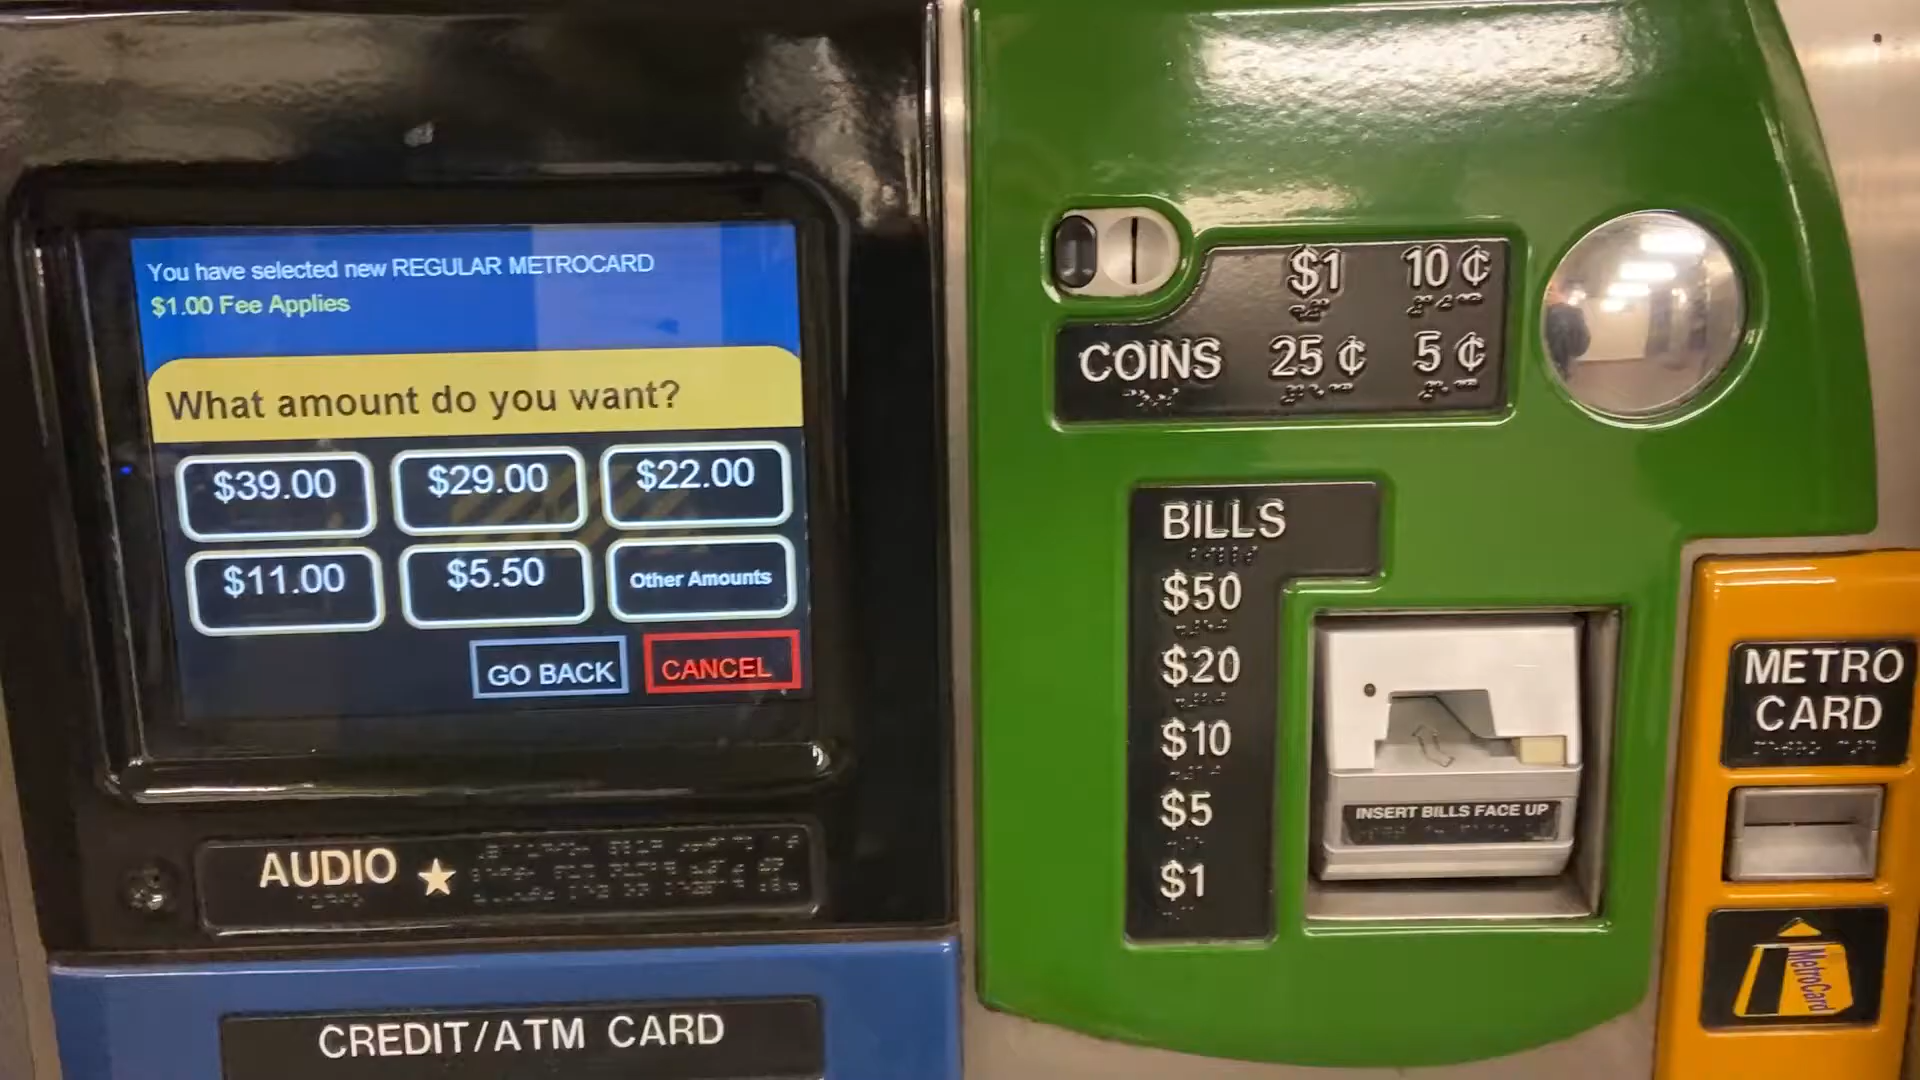 You have selected new REGULAR METROCARD
$1.00 Fee Applies
What amount do you want?
$39.00 $29.00 $22.00
$11.00 $5.50 Other Amounts
GO BACK CANCEL
AUDIO
CREDIT/ATM CARD
$1 10 ¢
COINS 25 ¢ 5 ¢
BILLS
$50
$20
$10
$5
$1
INSERT BILLS FACE UP
METRO
CARD
MetroCard